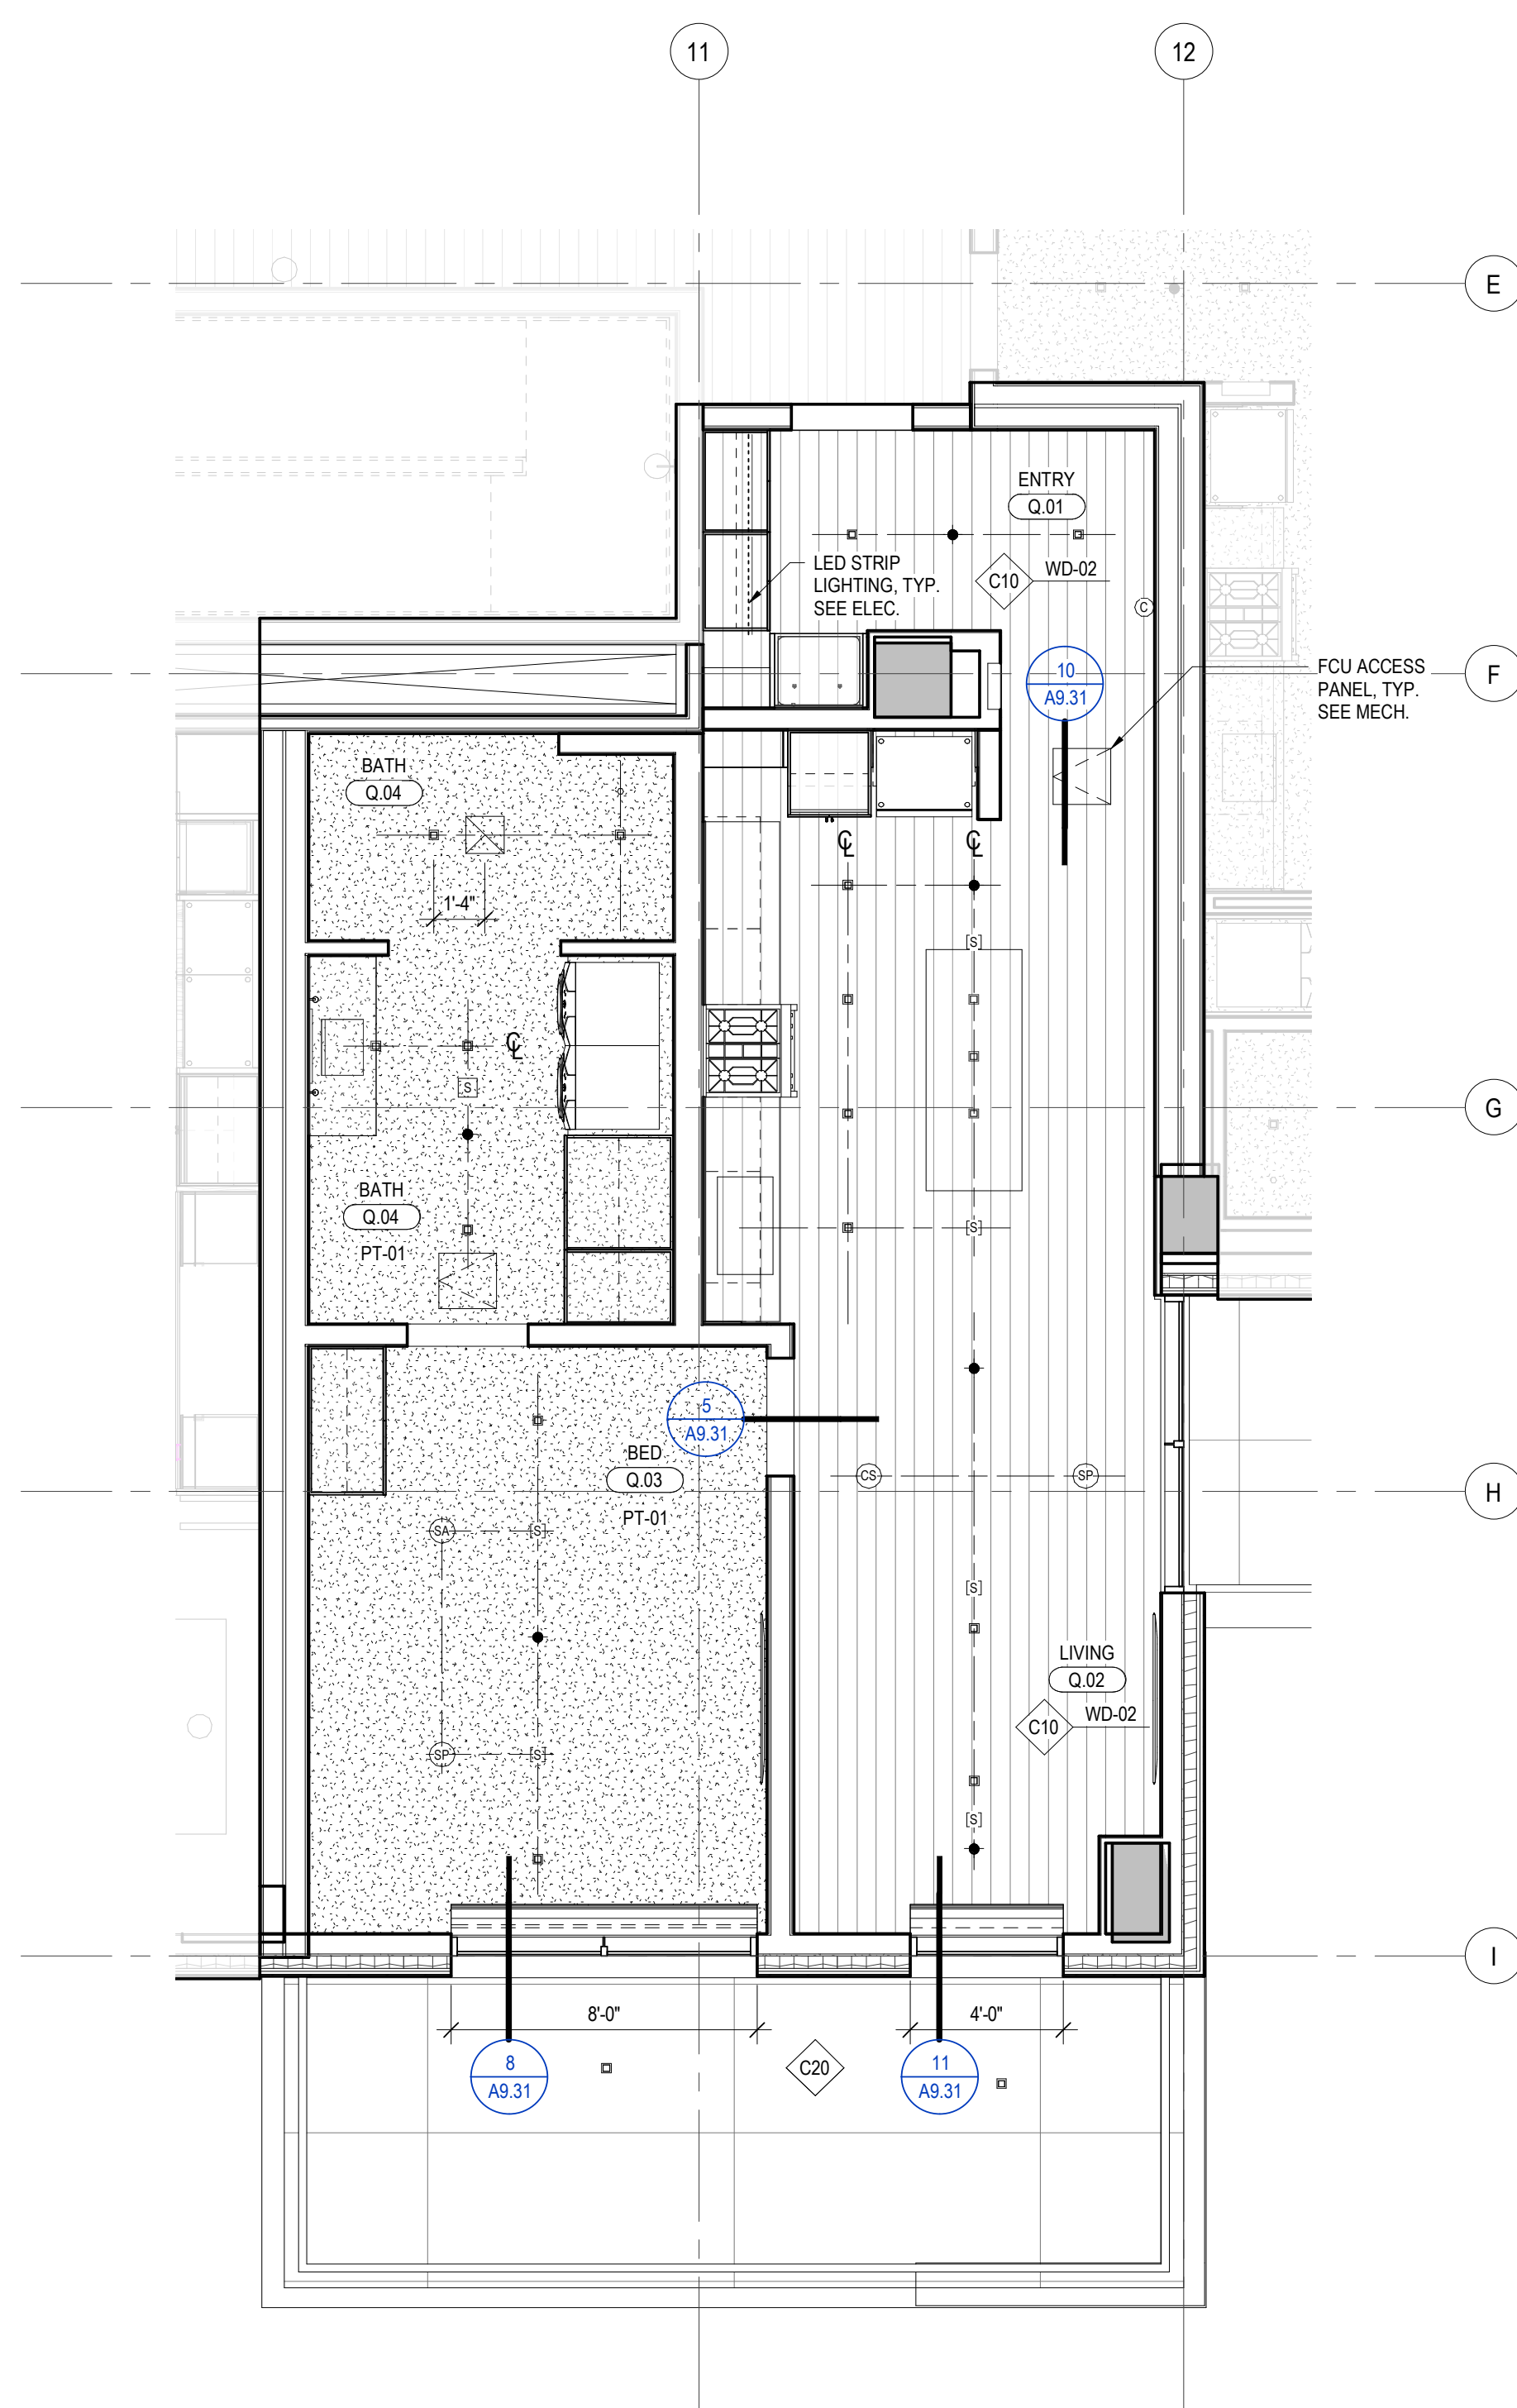 11
12
E
ENTRY
Q.01
LED STRIP
LIGHTING, TYP.
SEE ELEC.
C10
WD-02
C
10
A9.31
FCU ACCESS
PANEL, TYP.
SEE MECH.
F
BATH
Q.04
1'-4"
℄
℄
[S]
℄
S
G
BATH
Q.04
PT-01
[S]
5
A9.31
BED
Q.03
PT-01
CS
SP
H
SA
[S]
[S]
LIVING
Q.02
C10
WD-02
SP
[S]
[S]
I
8'-0"
4'-0"
8
A9.31
C20
11
A9.31